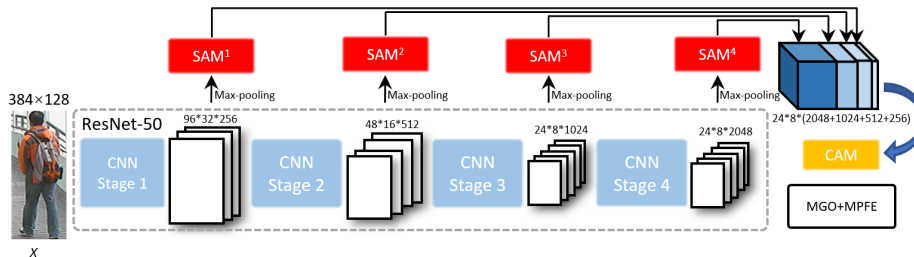 SAM¹
SAM²
SAM³
SAM⁴
Max-pooling
Max-pooling
Max-pooling
Max-pooling
384×128
ResNet-50
96*32*256
48*16*512
24*8*1024
24*8*2048
24*8*(2048+1024+512+256)
CNN
Stage 1
CNN
Stage 2
CNN
Stage 3
CNN
Stage 4
CAM
MGO+MPFE
X